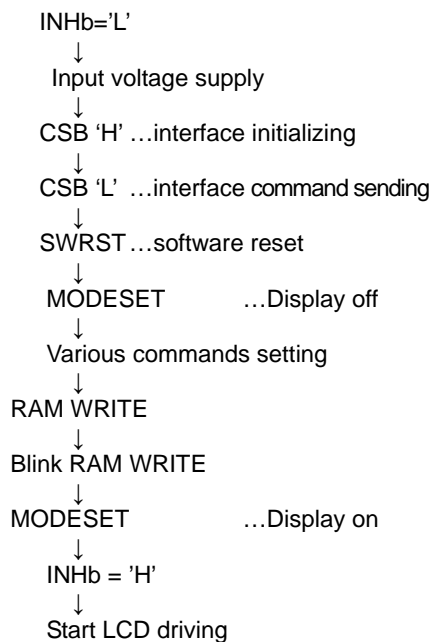 INHb='L'
↓
Input voltage supply
↓
CSB 'H' …interface initializing
↓
CSB 'L' …interface command sending
↓
SWRST …software reset
↓
MODESET …Display off
↓
Various commands setting
↓
RAM WRITE
↓
Blink RAM WRITE
↓
MODESET …Display on
↓
INHb = 'H'
↓
Start LCD driving